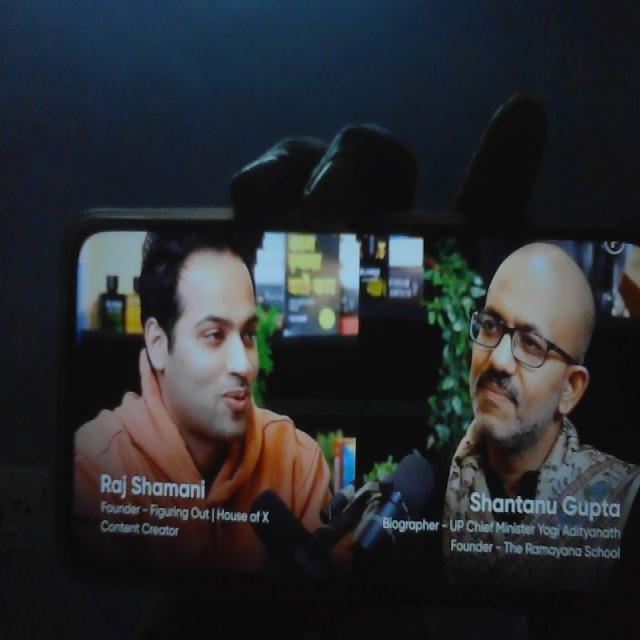 Raj Shamani
Founder - Figuring Out | House of X
Content Creator
Shantanu Gupta
Biographer - UP Chief Minister Yogi Adityanath
Founder - The Ramayana School